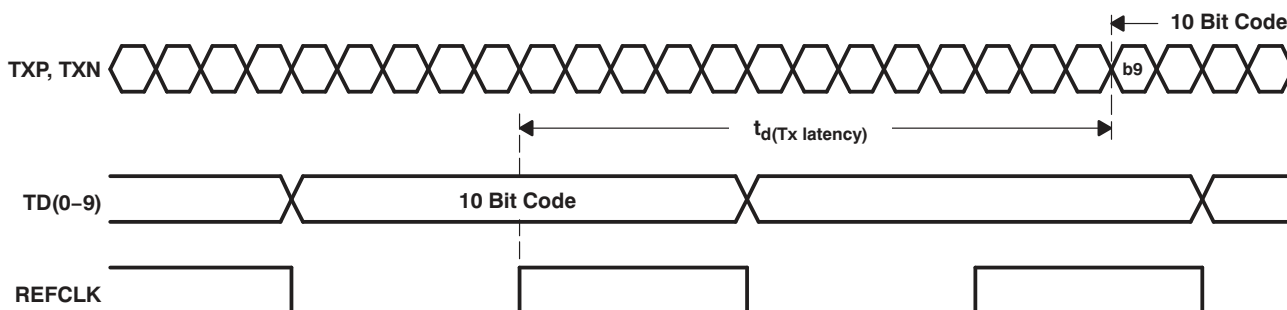 10 Bit Code
TXP, TXN
b9
td(Tx latency)
TD(0−9)
10 Bit Code
REFCLK